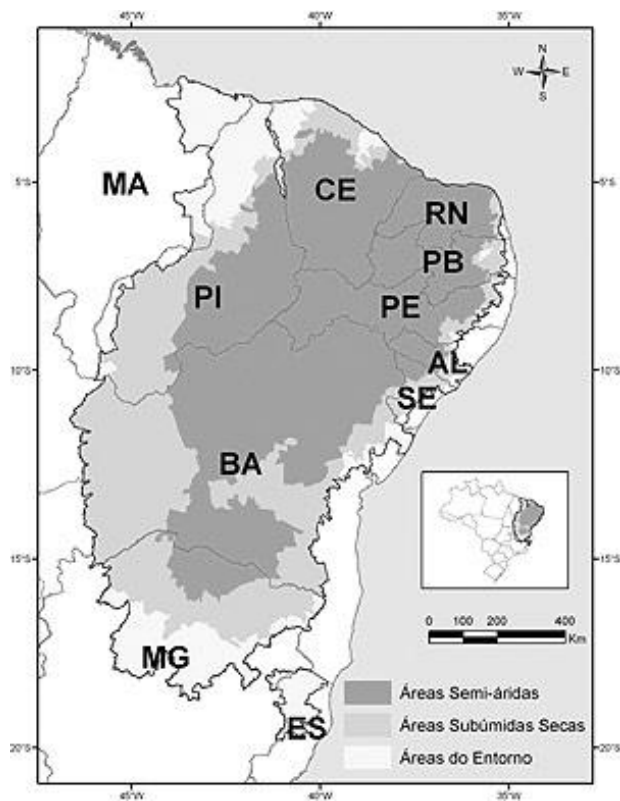 45°W 40°W 35°W
N
W E
S
5°S 5°S
MA
CE
RN
PB
PI
PE
AL
10°S 10°S
SE
BA
15°S 15°S
0 100 200 400
Km
MG
Áreas Semi-áridas
ES
Áreas Subúmidas Secas
Áreas do Entorno
20°S 20°S
45°W 40°W 35°W